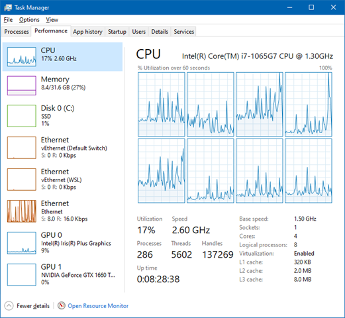 Task Manager
File Options View
Processes Performance App history Startup Users Details Services
CPU
17% 2.60 GHz
Memory
8.4/31.6 GB (27%)
Disk 0 (C:)
SSD
1%
Ethernet
vEthernet (Default Switch)
S: 0 R: 0 Kbps
Ethernet
vEthernet (WSL)
S: 0 R: 0 Kbps
Ethernet
Ethernet
S: 8.0 R: 16.0 Kbps
GPU 0
Intel(R) Iris(R) Plus Graphics
9%
GPU 1
NVIDIA GeForce GTX 1660 T...
1%
CPU Intel(R) Core(TM) i7-1065G7 CPU @ 1.30GHz
% Utilization over 60 seconds 100%
Utilization Speed
17% 2.60 GHz
Processes Threads Handles
286 5602 137269
Up time
0:08:28:38
Base speed: 1.50 GHz
Sockets: 1
Cores: 4
Logical processors: 8
Virtualization: Enabled
L1 cache: 320 KB
L2 cache: 2.0 MB
L3 cache: 8.0 MB
Fewer details Open Resource Monitor